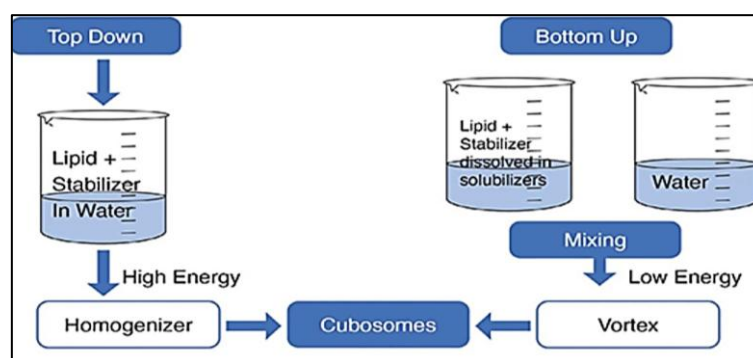 Top Down
Bottom Up
Lipid +
Stabilizer
In Water
Lipid +
Stabilizer
dissolved in
solubilizers
Water
Mixing
High Energy
Low Energy
Homogenizer
Cubosomes
Vortex